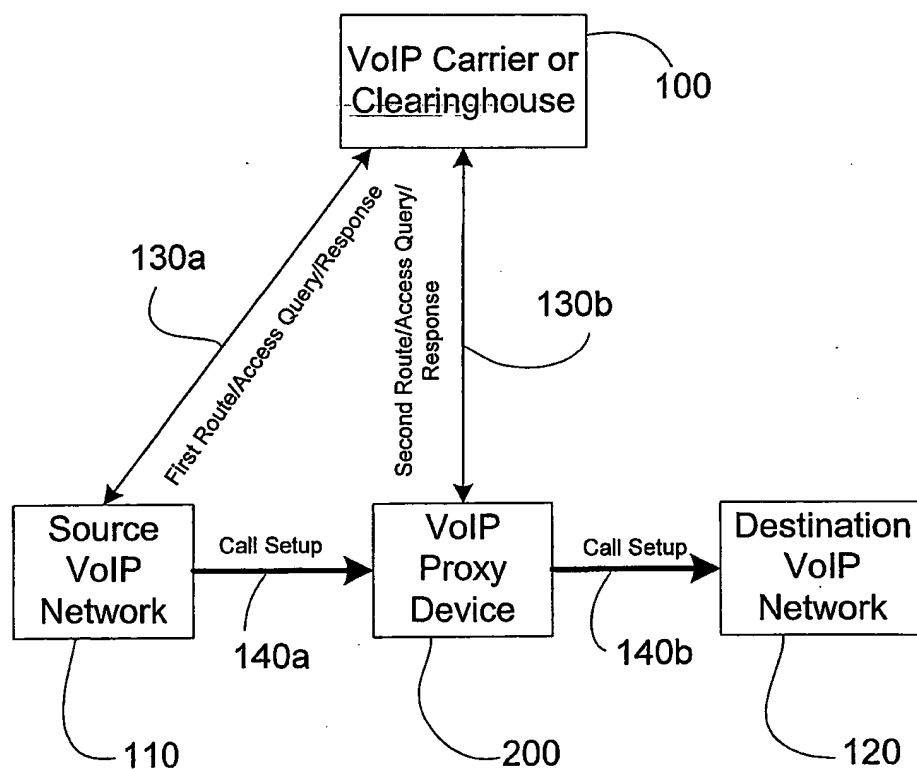 VoIP Carrier or
Clearinghouse
100
130a
First Route/Access Query/Response
Second Route/Access Query/
Response
130b
Source
VoIP
Network
Call Setup
140a
VoIP
Proxy
Device
Call Setup
140b
Destination
VoIP
Network
110
200
120